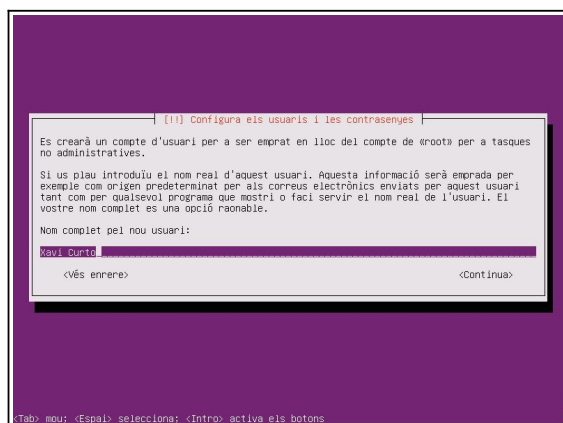 [!!] Configura els usuaris i les contrasenyes
Es crearà un compte d'usuari per a ser emprat en lloc del compte de «root» per a tasques
no administratives.
Si us plau introduïu el nom real d'aquest usuari. Aquesta informació serà emprada per
exemple com origen predeterminat per als correus electrònics enviats per aquest usuari
tant com per qualsevol programa que mostri o faci servir el nom real de l'usuari. El
vostre nom complet es una opció raonable.
Nom complet pel nou usuari:
Xavi Curto
<Vés enrere> <Continua>
<Tab> mou; <Espai> selecciona; <Intro> activa els botons